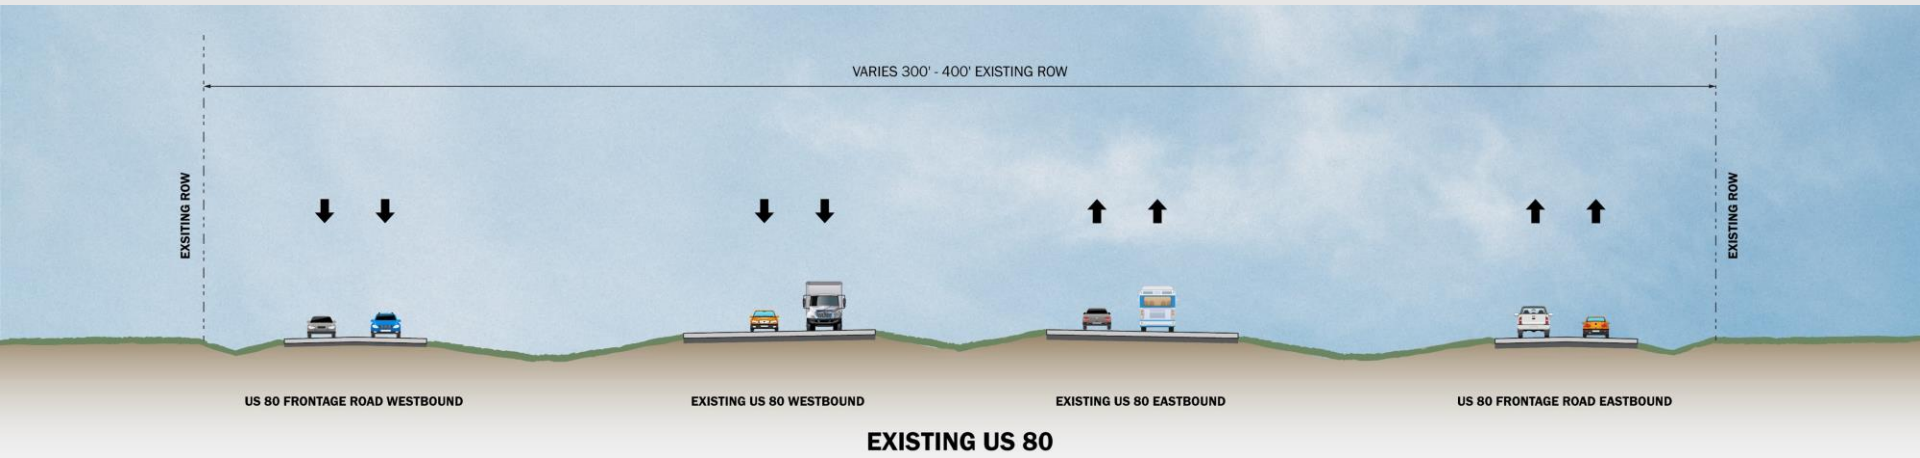 VARIES 300' - 400' EXISTING ROW
EXSITING ROW
EXISTING ROW
US 80 FRONTAGE ROAD WESTBOUND
EXISTING US 80 WESTBOUND
EXISTING US 80 EASTBOUND
US 80 FRONTAGE ROAD EASTBOUND
EXISTING US 80